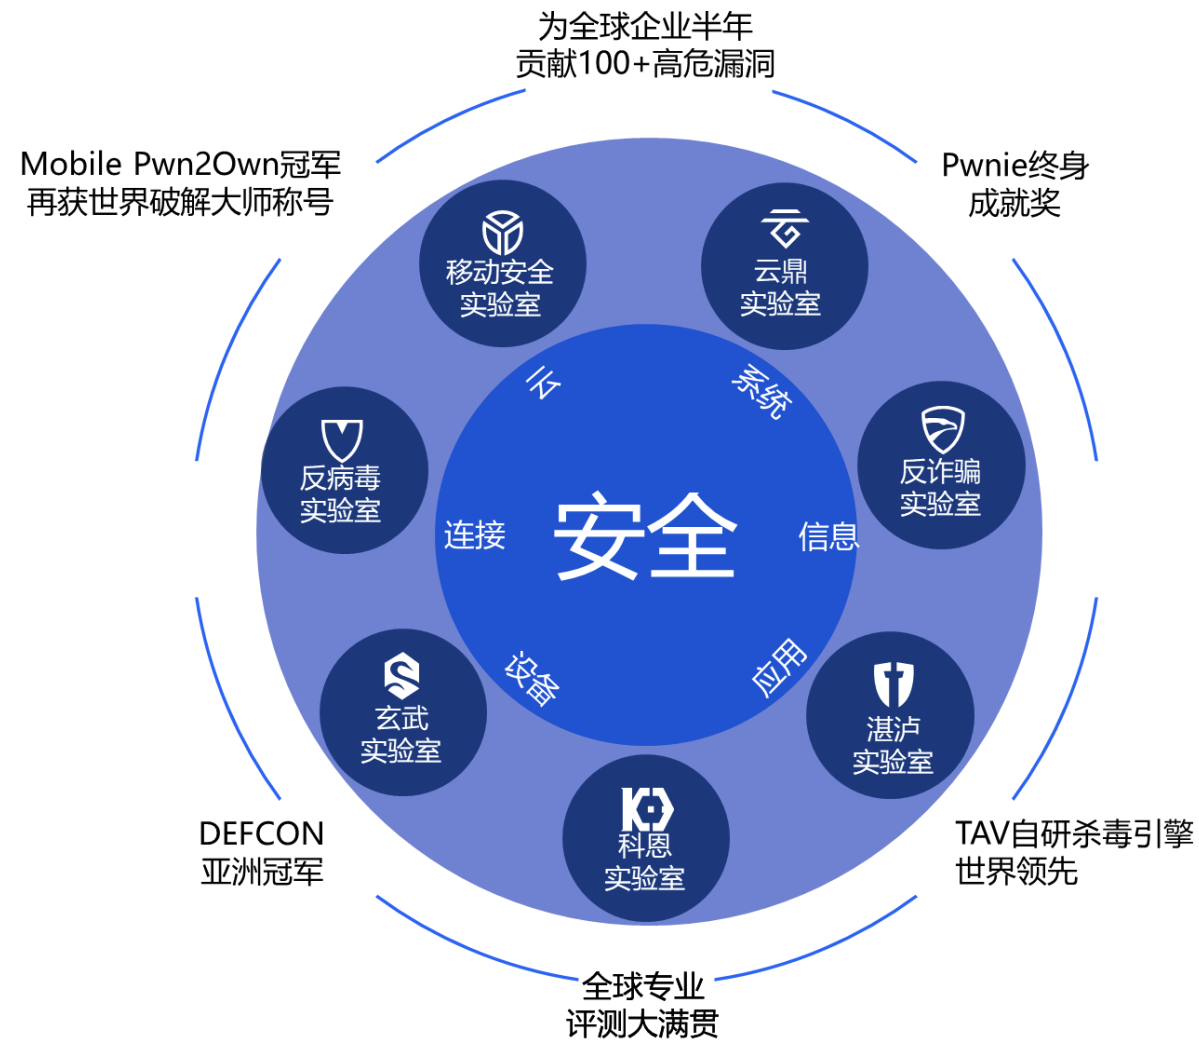 为全球企业半年
贡献100+高危漏洞
Mobile Pwn2Own冠军
再获世界破解大师称号
Pwnie终身
成就奖
移动安全
实验室
云鼎
实验室
云
系统
反病毒
实验室
反诈骗
实验室
连接
安全
信息
设备
应用
玄武
实验室
湛泸
实验室
科恩
实验室
DEFCON
亚洲冠军
TAV自研杀毒引擎
世界领先
全球专业
评测大满贯